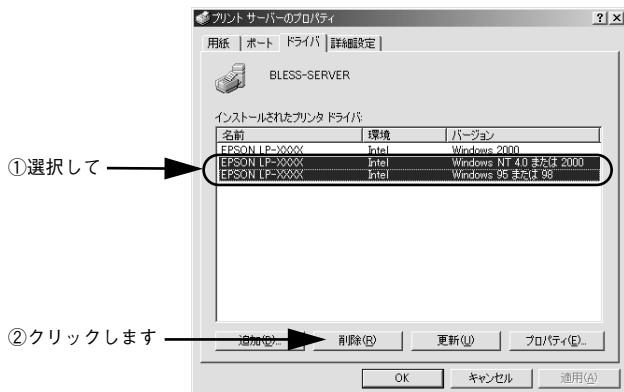 プリント サーバーのプロパティ
用紙 ポート ドライバ 詳細設定
BLESS-SERVER
インストールされたプリンタ ドライバ:
名前 環境 バージョン
EPSON LP-XXXX Intel Windows 2000
EPSON LP-XXXX Intel Windows NT 4.0 または 2000
EPSON LP-XXXX Intel Windows 95 または 98
①選択して
②クリックします
追加(D)... 削除(R) 更新(U) プロパティ(E)...
OK キャンセル 適用(A)